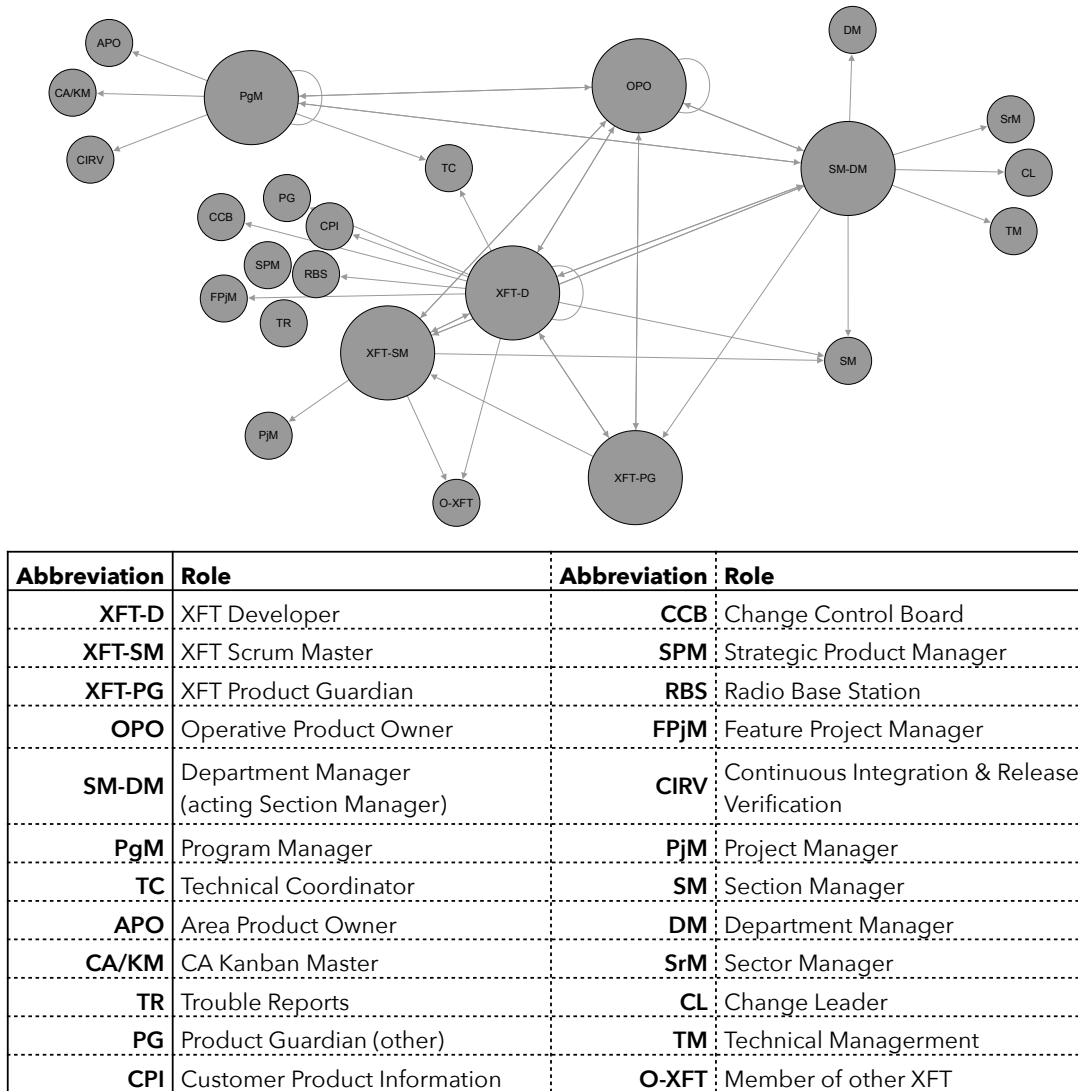 DM
APO
OPO
PgM
CA/KM
SrM
CIRV
TC
SM-DM
CL
PG
CCB
CPI
TM
SPM
RBS
XFT-D
FPjM
TR
XFT-SM
SM
PjM
XFT-PG
O-XFT
Abbreviation Role Abbreviation Role
XFT-D XFT Developer CCB Change Control Board
XFT-SM XFT Scrum Master SPM Strategic Product Manager
XFT-PG XFT Product Guardian RBS Radio Base Station
OPO Operative Product Owner FPjM Feature Project Manager
SM-DM Department Manager
(acting Section Manager) CIRV Continuous Integration & Release
Verification
PgM Program Manager PjM Project Manager
TC Technical Coordinator SM Section Manager
APO Area Product Owner DM Department Manager
CA/KM CA Kanban Master SrM Sector Manager
TR Trouble Reports CL Change Leader
PG Product Guardian (other) TM Technical Managerment
CPI Customer Product Information O-XFT Member of other XFT